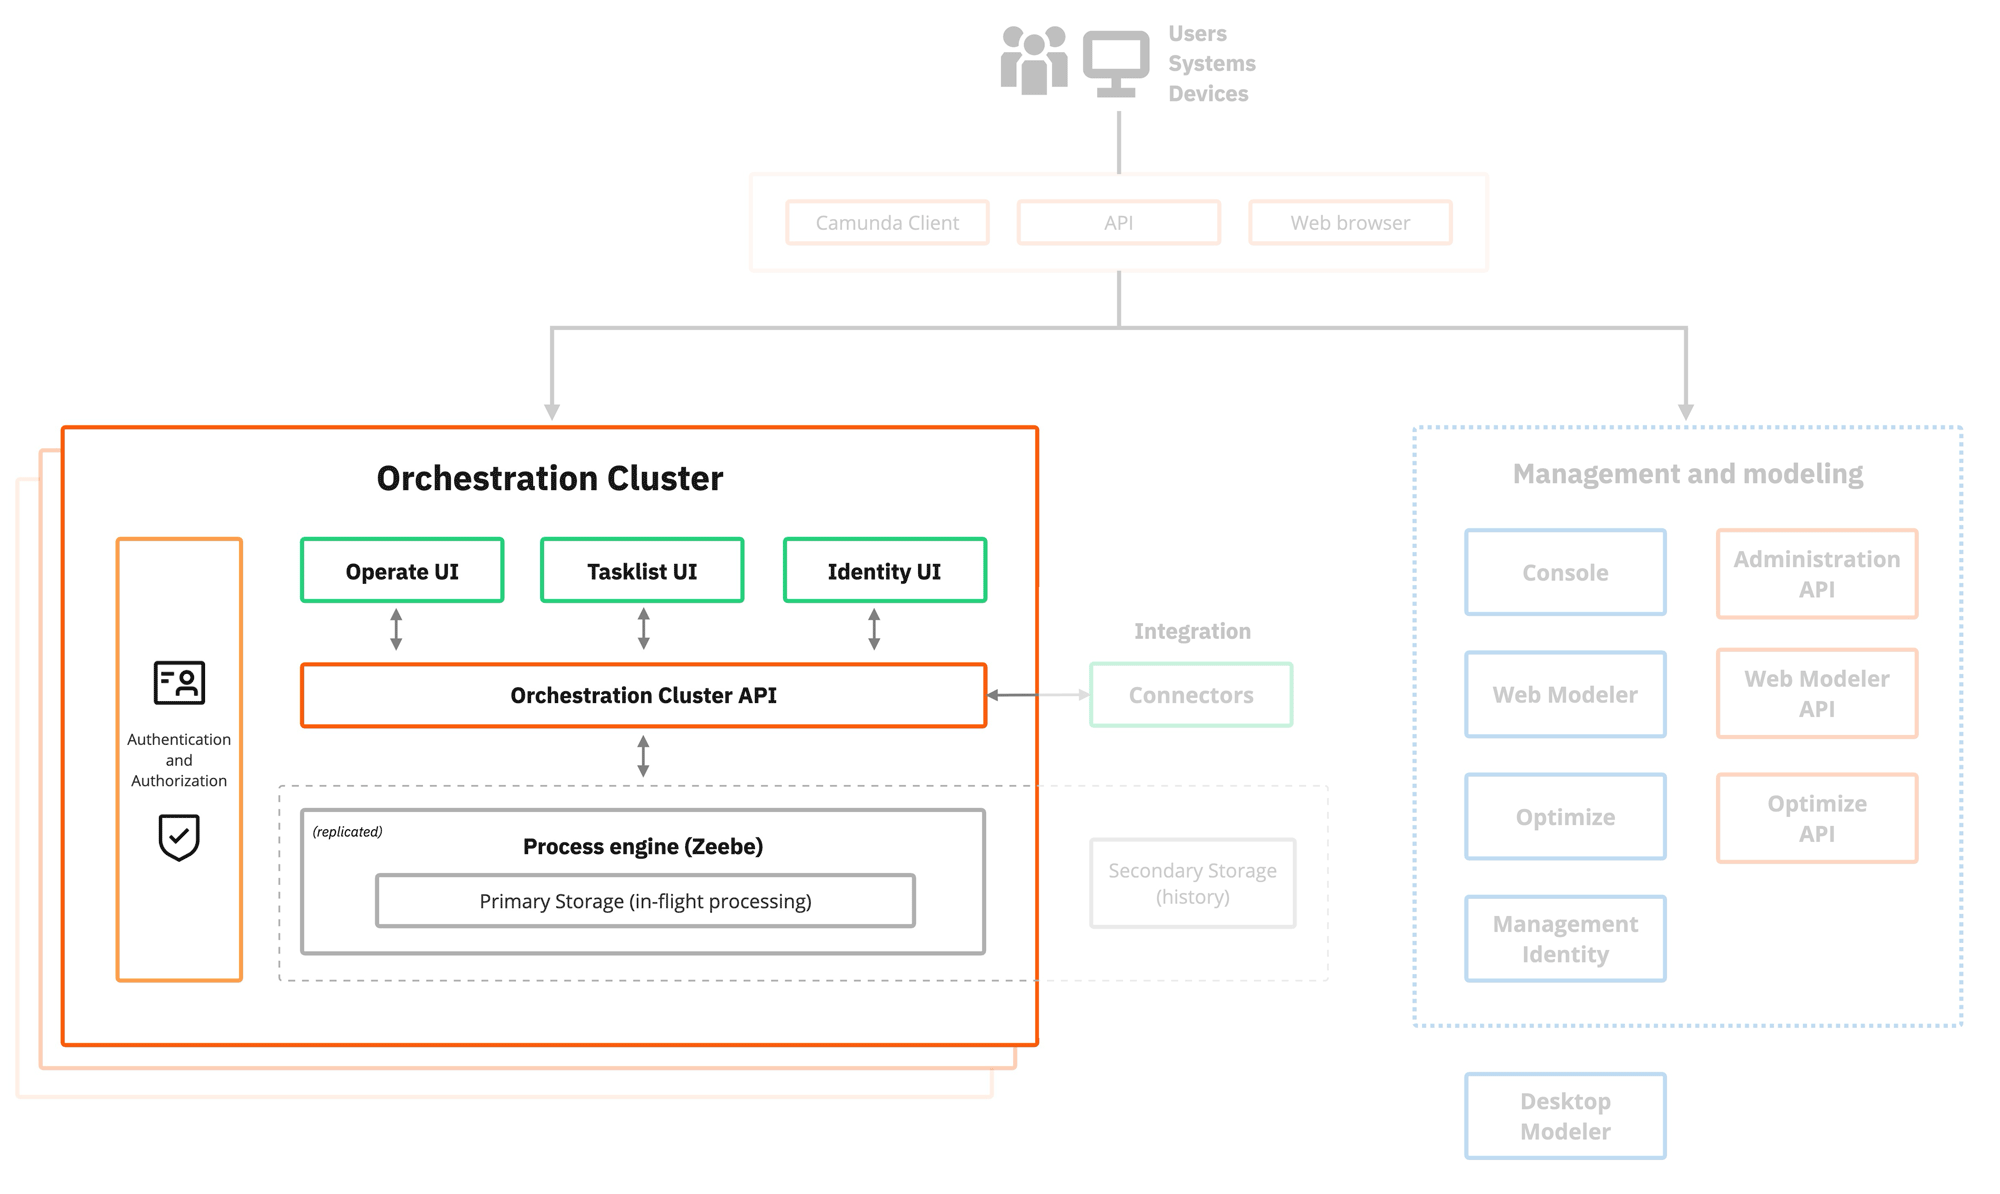 Users
Systems
Devices
Camunda Client
API
Web browser
Orchestration Cluster
Operate UI
Tasklist UI
Identity UI
Authentication
and
Authorization
Orchestration Cluster API
(replicated)
Process engine (Zeebe)
Primary Storage (in-flight processing)
Integration
Connectors
Secondary Storage
(history)
Management and modeling
Console
Administration
API
Web Modeler
Web Modeler
API
Optimize
Optimize
API
Management
Identity
Desktop
Modeler